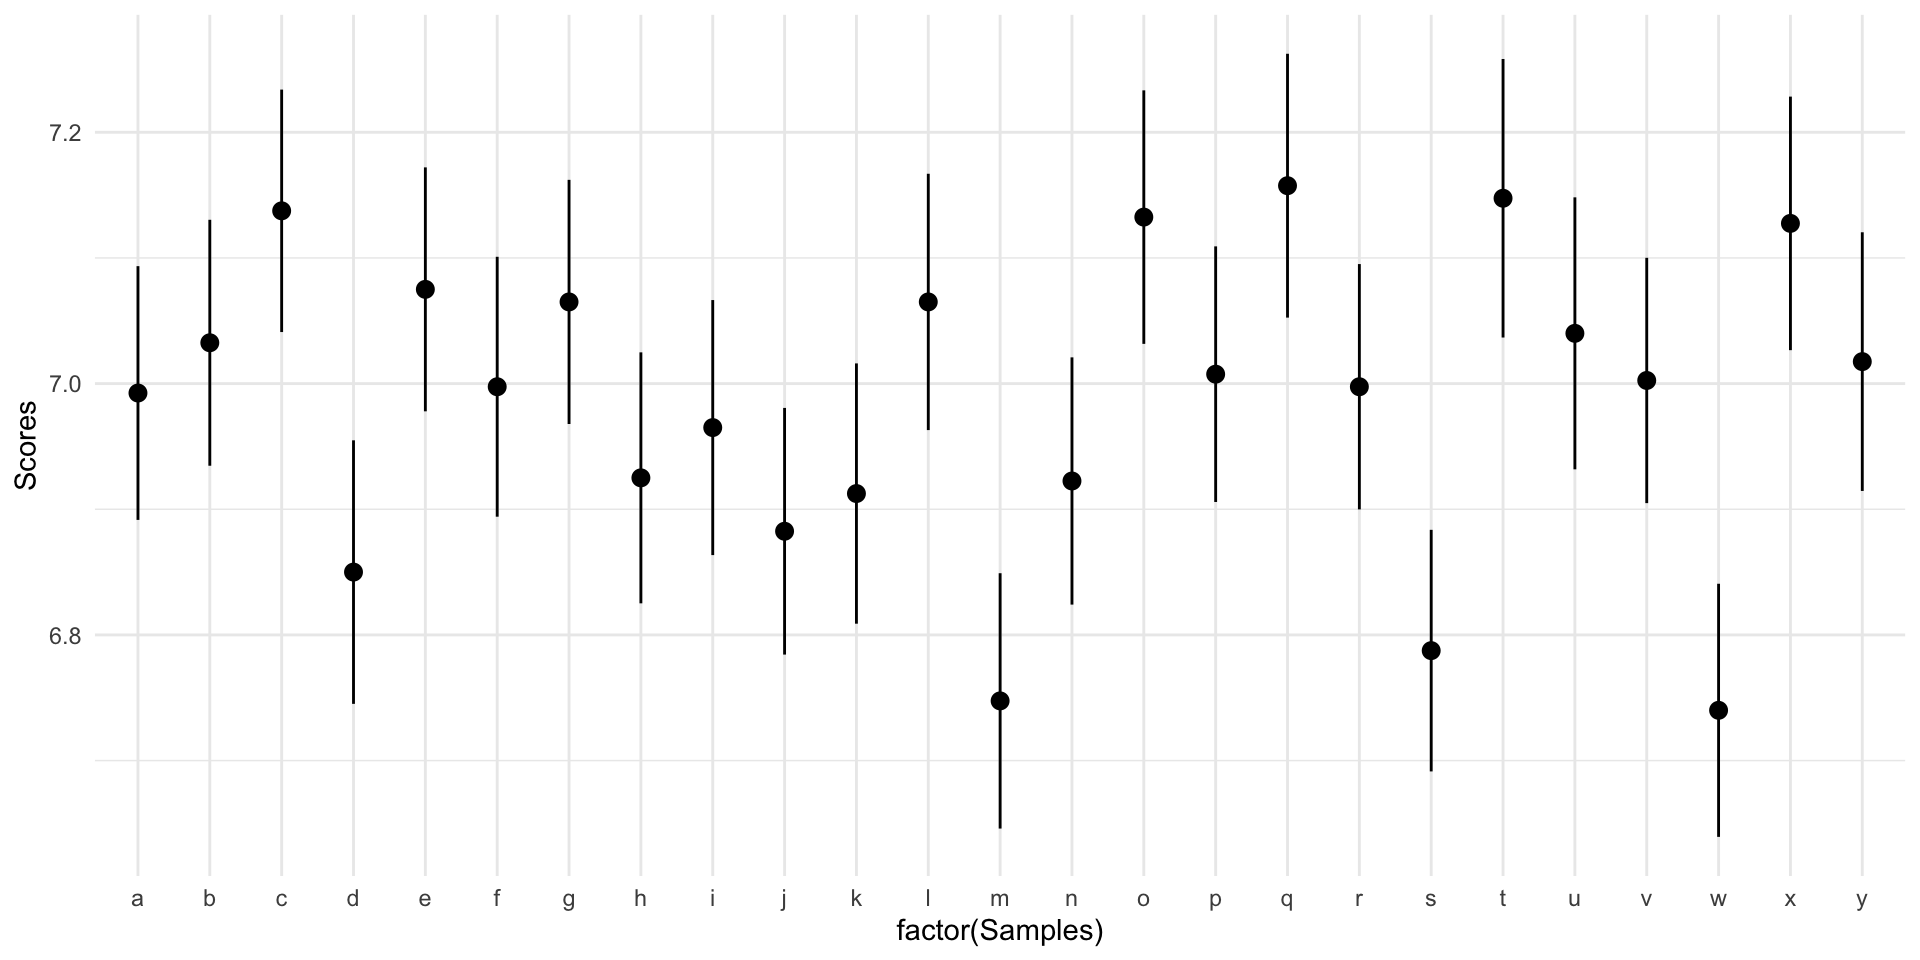 7.2
7.0
6.8
Scores
a b c d e f g h i j k l m n o p q r s t u v w x y
factor(Samples)